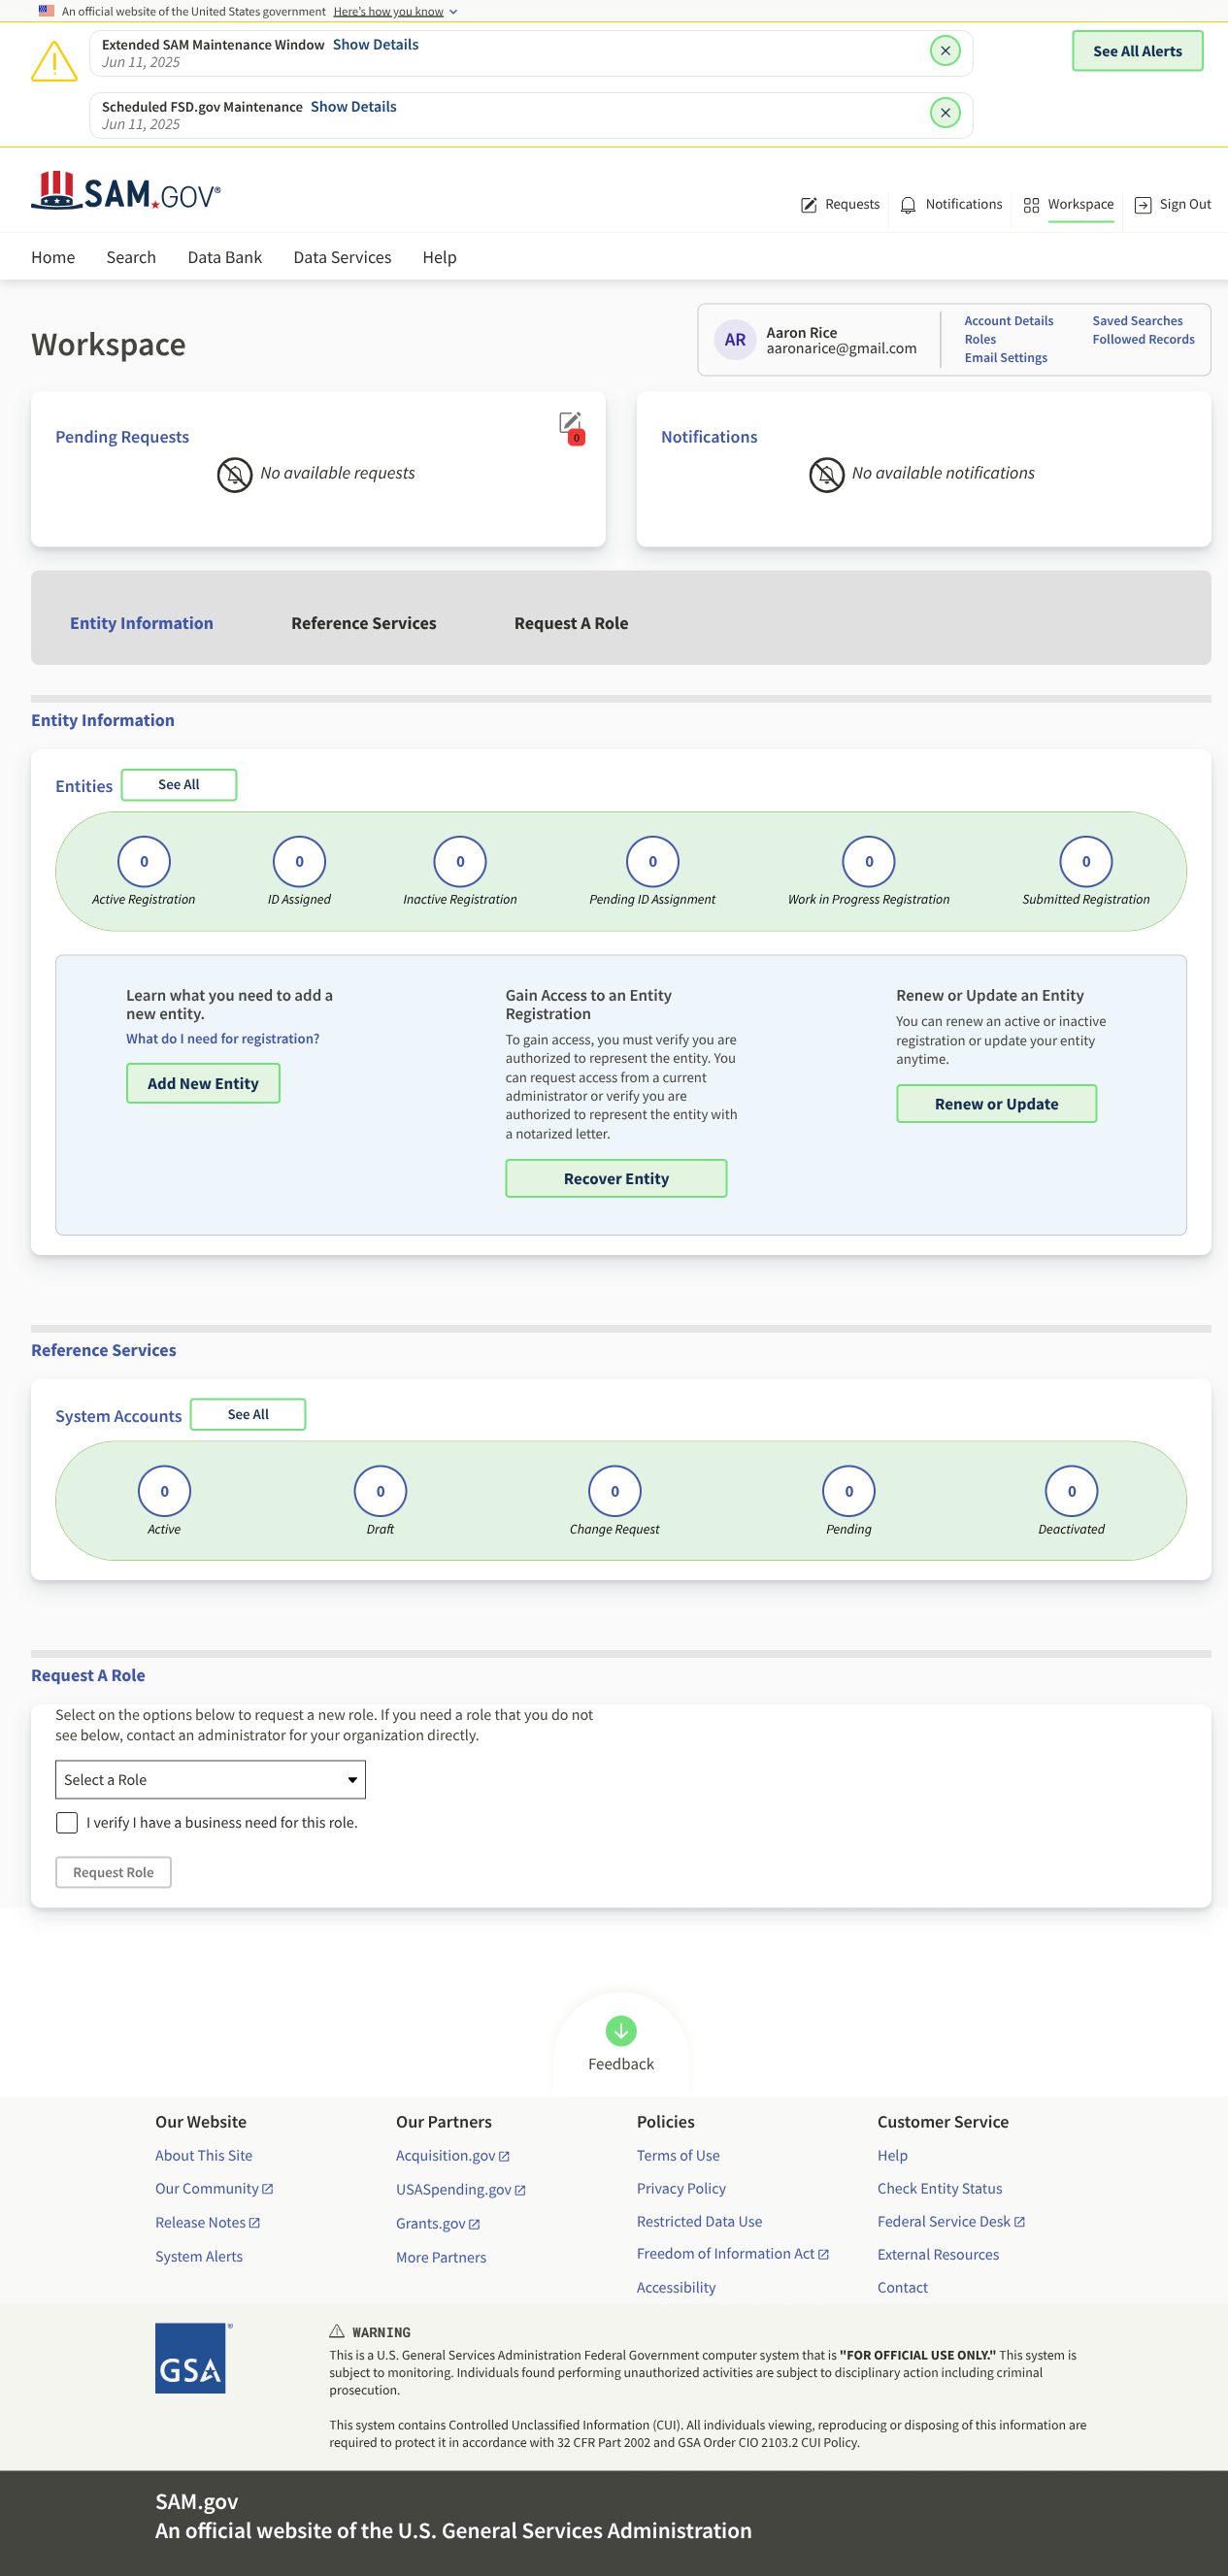 An official website of the United States government Here's how you know
Extended SAM Maintenance Window Show Details
Jun 11, 2025
See All Alerts
Scheduled FSD.gov Maintenance Show Details
Jun 11, 2025
SAM.GOV®
Requests
Notifications
Workspace
Sign Out
Home Search Data Bank Data Services Help
Workspace
AR
Aaron Rice
aaronarice@gmail.com
Account Details
Roles
Email Settings
Saved Searches
Followed Records
Pending Requests
0
No available requests
Notifications
No available notifications
Entity Information Reference Services Request A Role
Entity Information
Entities See All
0 0 0 0 0 0
Active Registration ID Assigned Inactive Registration Pending ID Assignment Work in Progress Registration Submitted Registration
Learn what you need to add a
new entity.
What do I need for registration?
Add New Entity
Gain Access to an Entity
Registration
To gain access, you must verify you are
authorized to represent the entity. You
can request access from a current
administrator or verify you are
authorized to represent the entity with
a notarized letter.
Recover Entity
Renew or Update an Entity
You can renew an active or inactive
registration or update your entity
anytime.
Renew or Update
Reference Services
System Accounts See All
0 0 0 0 0
Active Draft Change Request Pending Deactivated
Request A Role
Select on the options below to request a new role. If you need a role that you do not
see below, contact an administrator for your organization directly.
Select a Role
I verify I have a business need for this role.
Request Role
Feedback
Our Website
About This Site
Our Community
Release Notes
System Alerts
Our Partners
Acquisition.gov
USASpending.gov
Grants.gov
More Partners
Policies
Terms of Use
Privacy Policy
Restricted Data Use
Freedom of Information Act
Accessibility
Customer Service
Help
Check Entity Status
Federal Service Desk
External Resources
Contact
GSA®
WARNING
This is a U.S. General Services Administration Federal Government computer system that is "FOR OFFICIAL USE ONLY." This system is
subject to monitoring. Individuals found performing unauthorized activities are subject to disciplinary action including criminal
prosecution.
This system contains Controlled Unclassified Information (CUI). All individuals viewing, reproducing or disposing of this information are
required to protect it in accordance with 32 CFR Part 2002 and GSA Order CIO 2103.2 CUI Policy.
SAM.gov
An official website of the U.S. General Services Administration